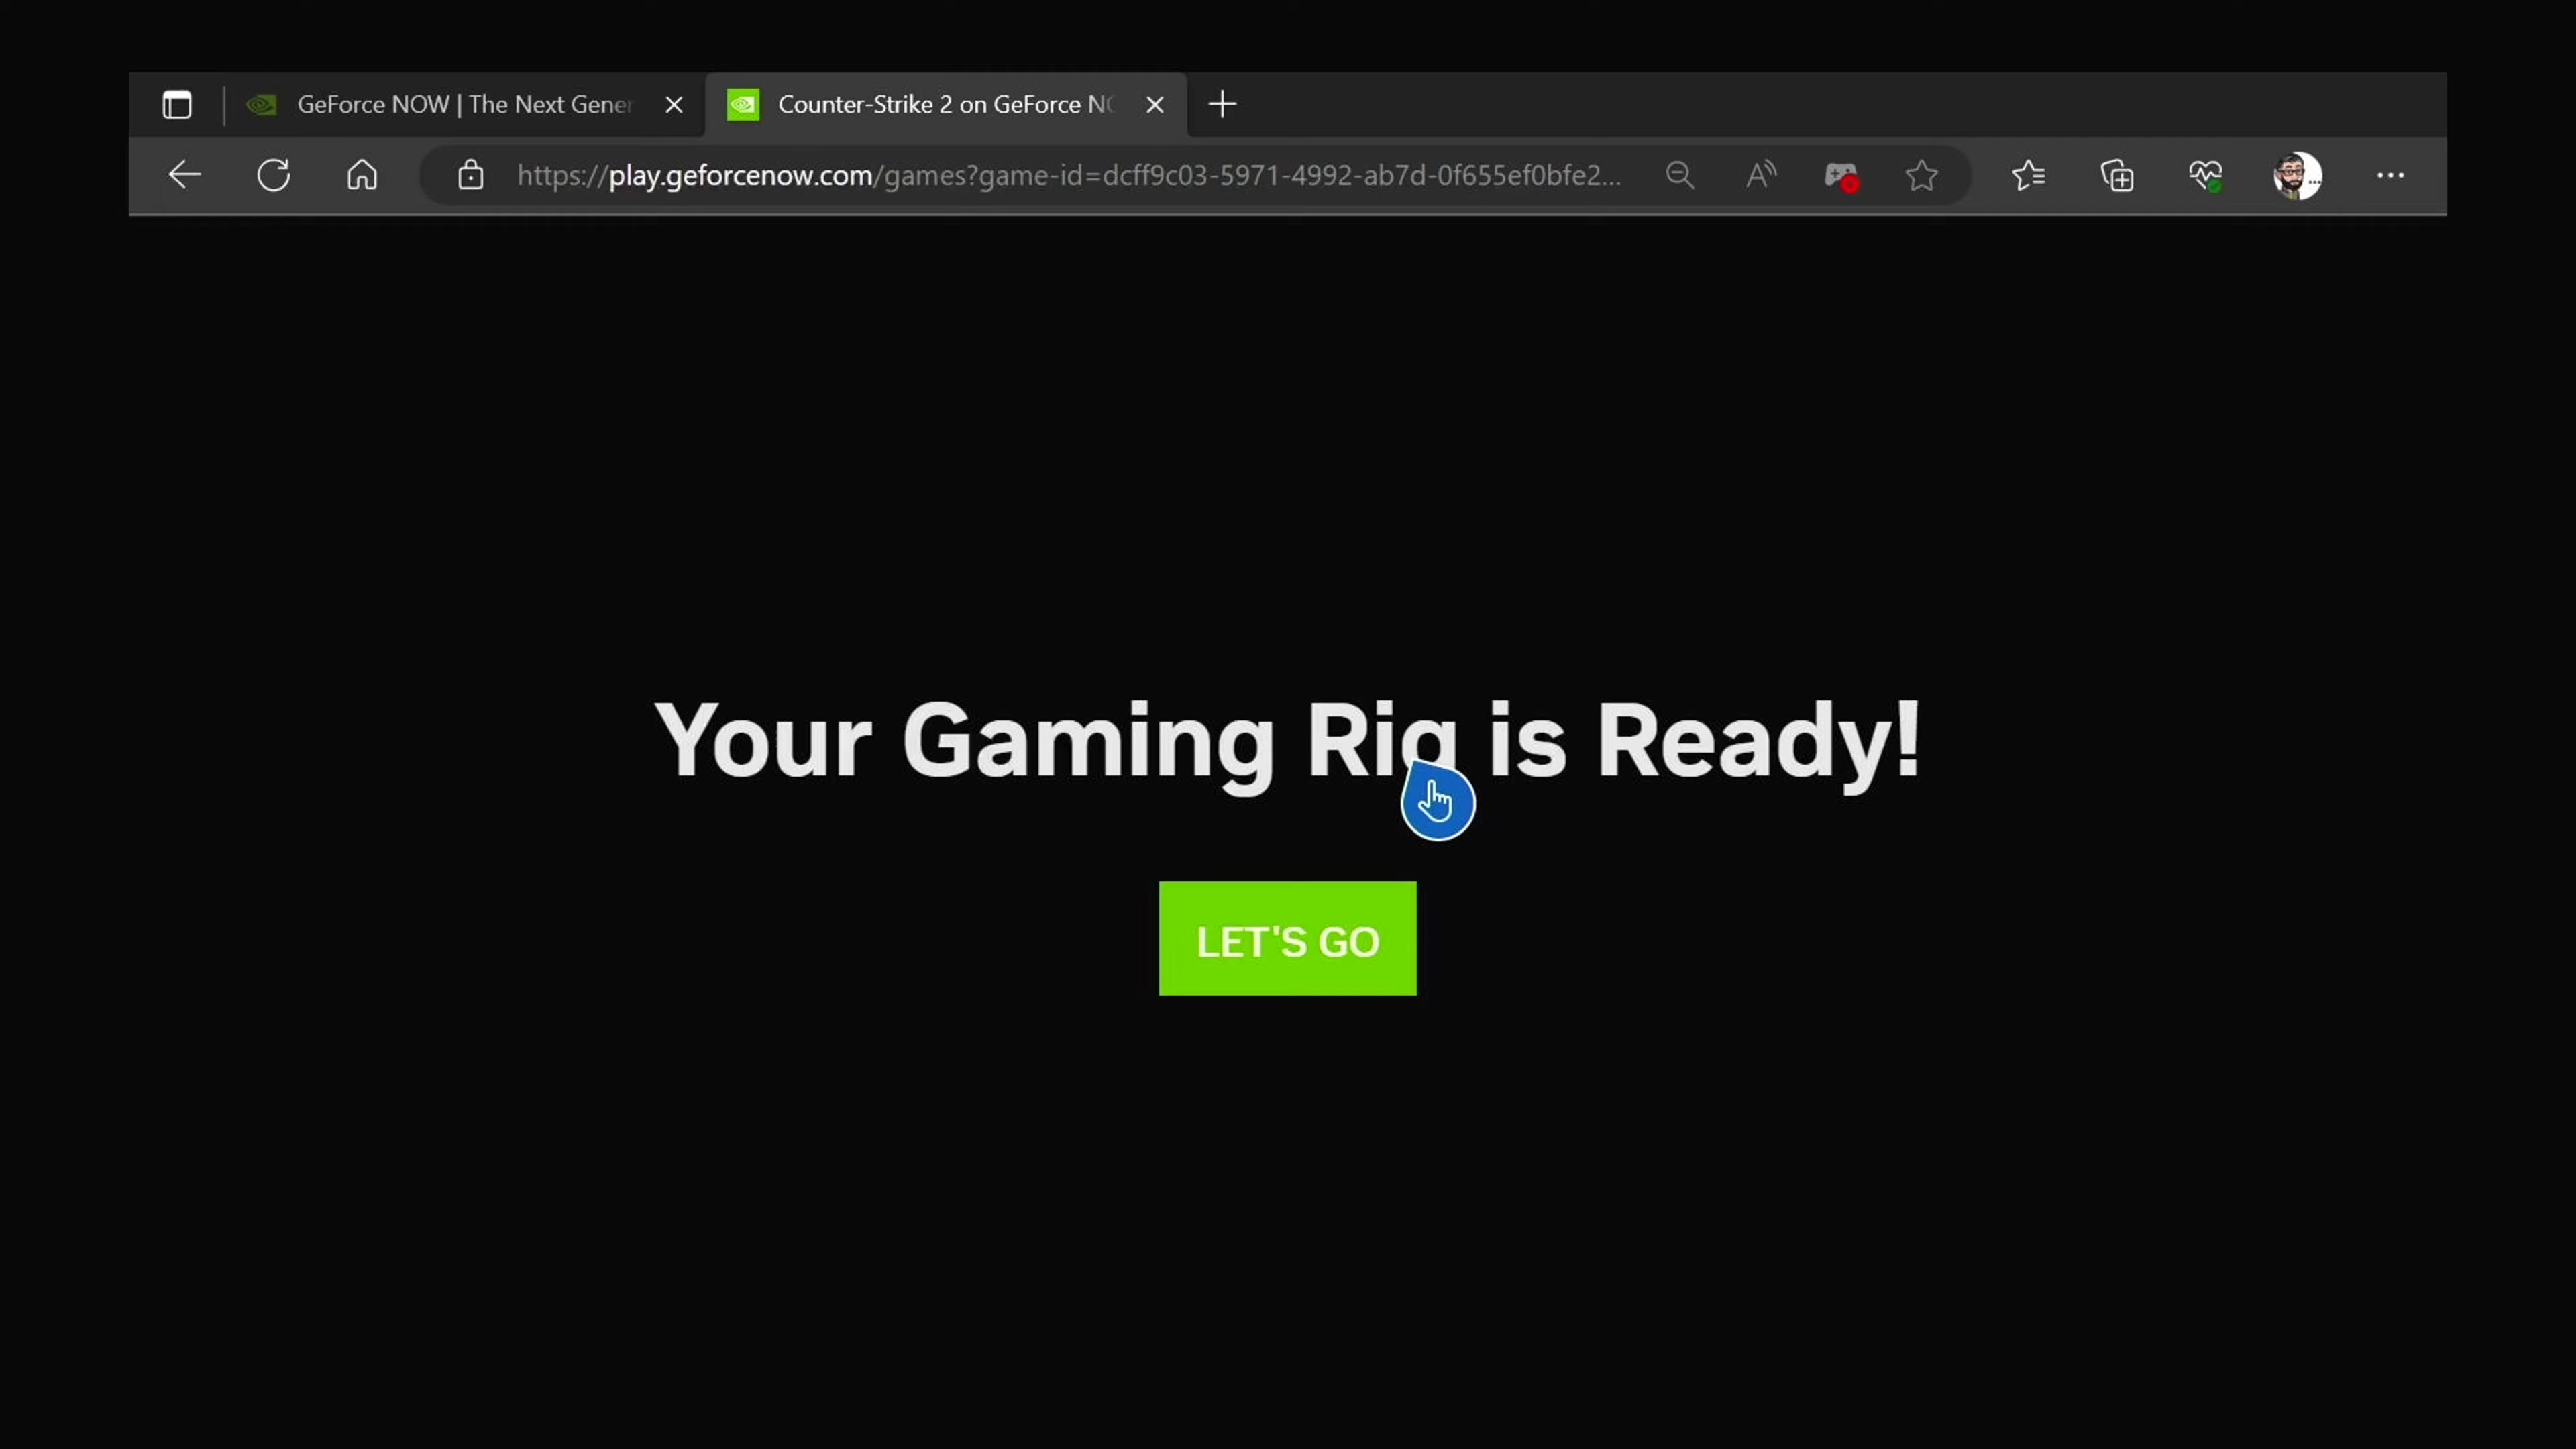 GeForce NOW | The Next Gener
Counter-Strike 2 on GeForce NO
https://play.geforcenow.com/games?game-id=dcff9c03-5971-4992-ab7d-0f655ef0bfe2...
Your Gaming Rig is Ready!
LET'S GO